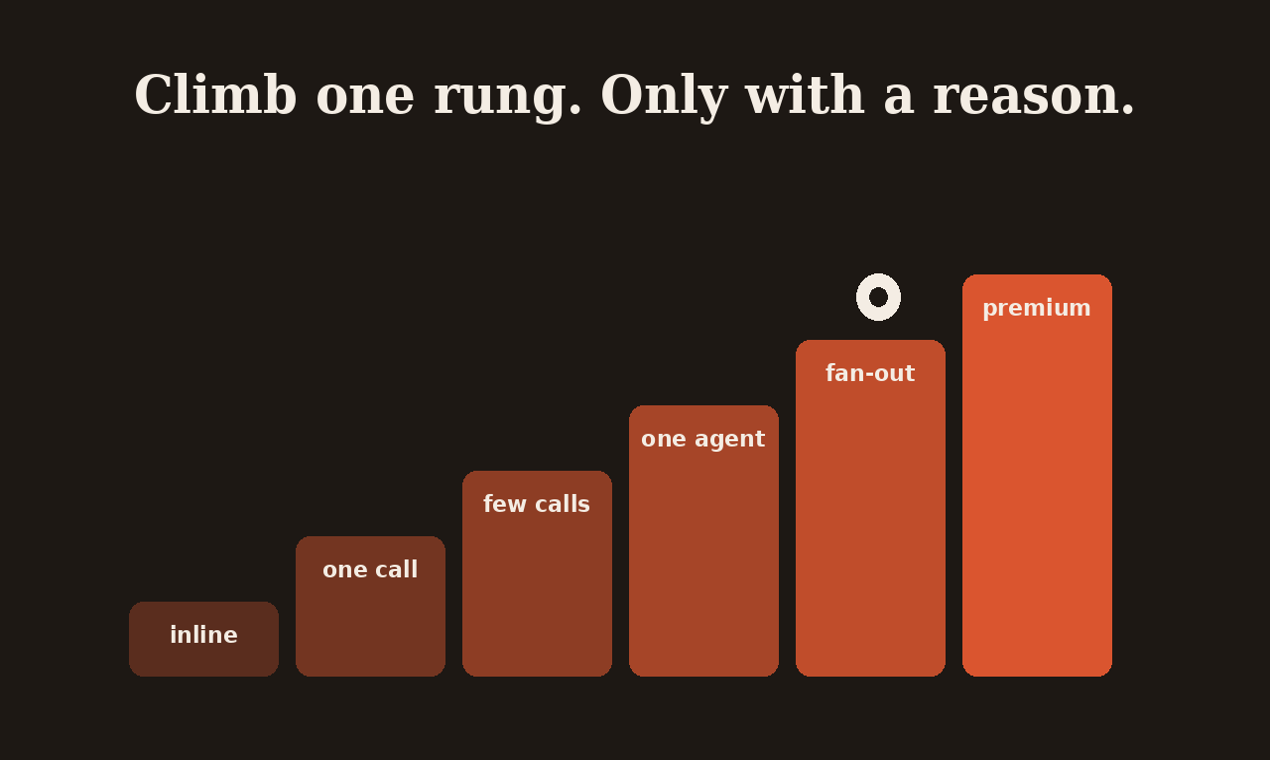 Climb one rung. Only with a reason.
inline
one call
few calls
one agent
fan-out
premium